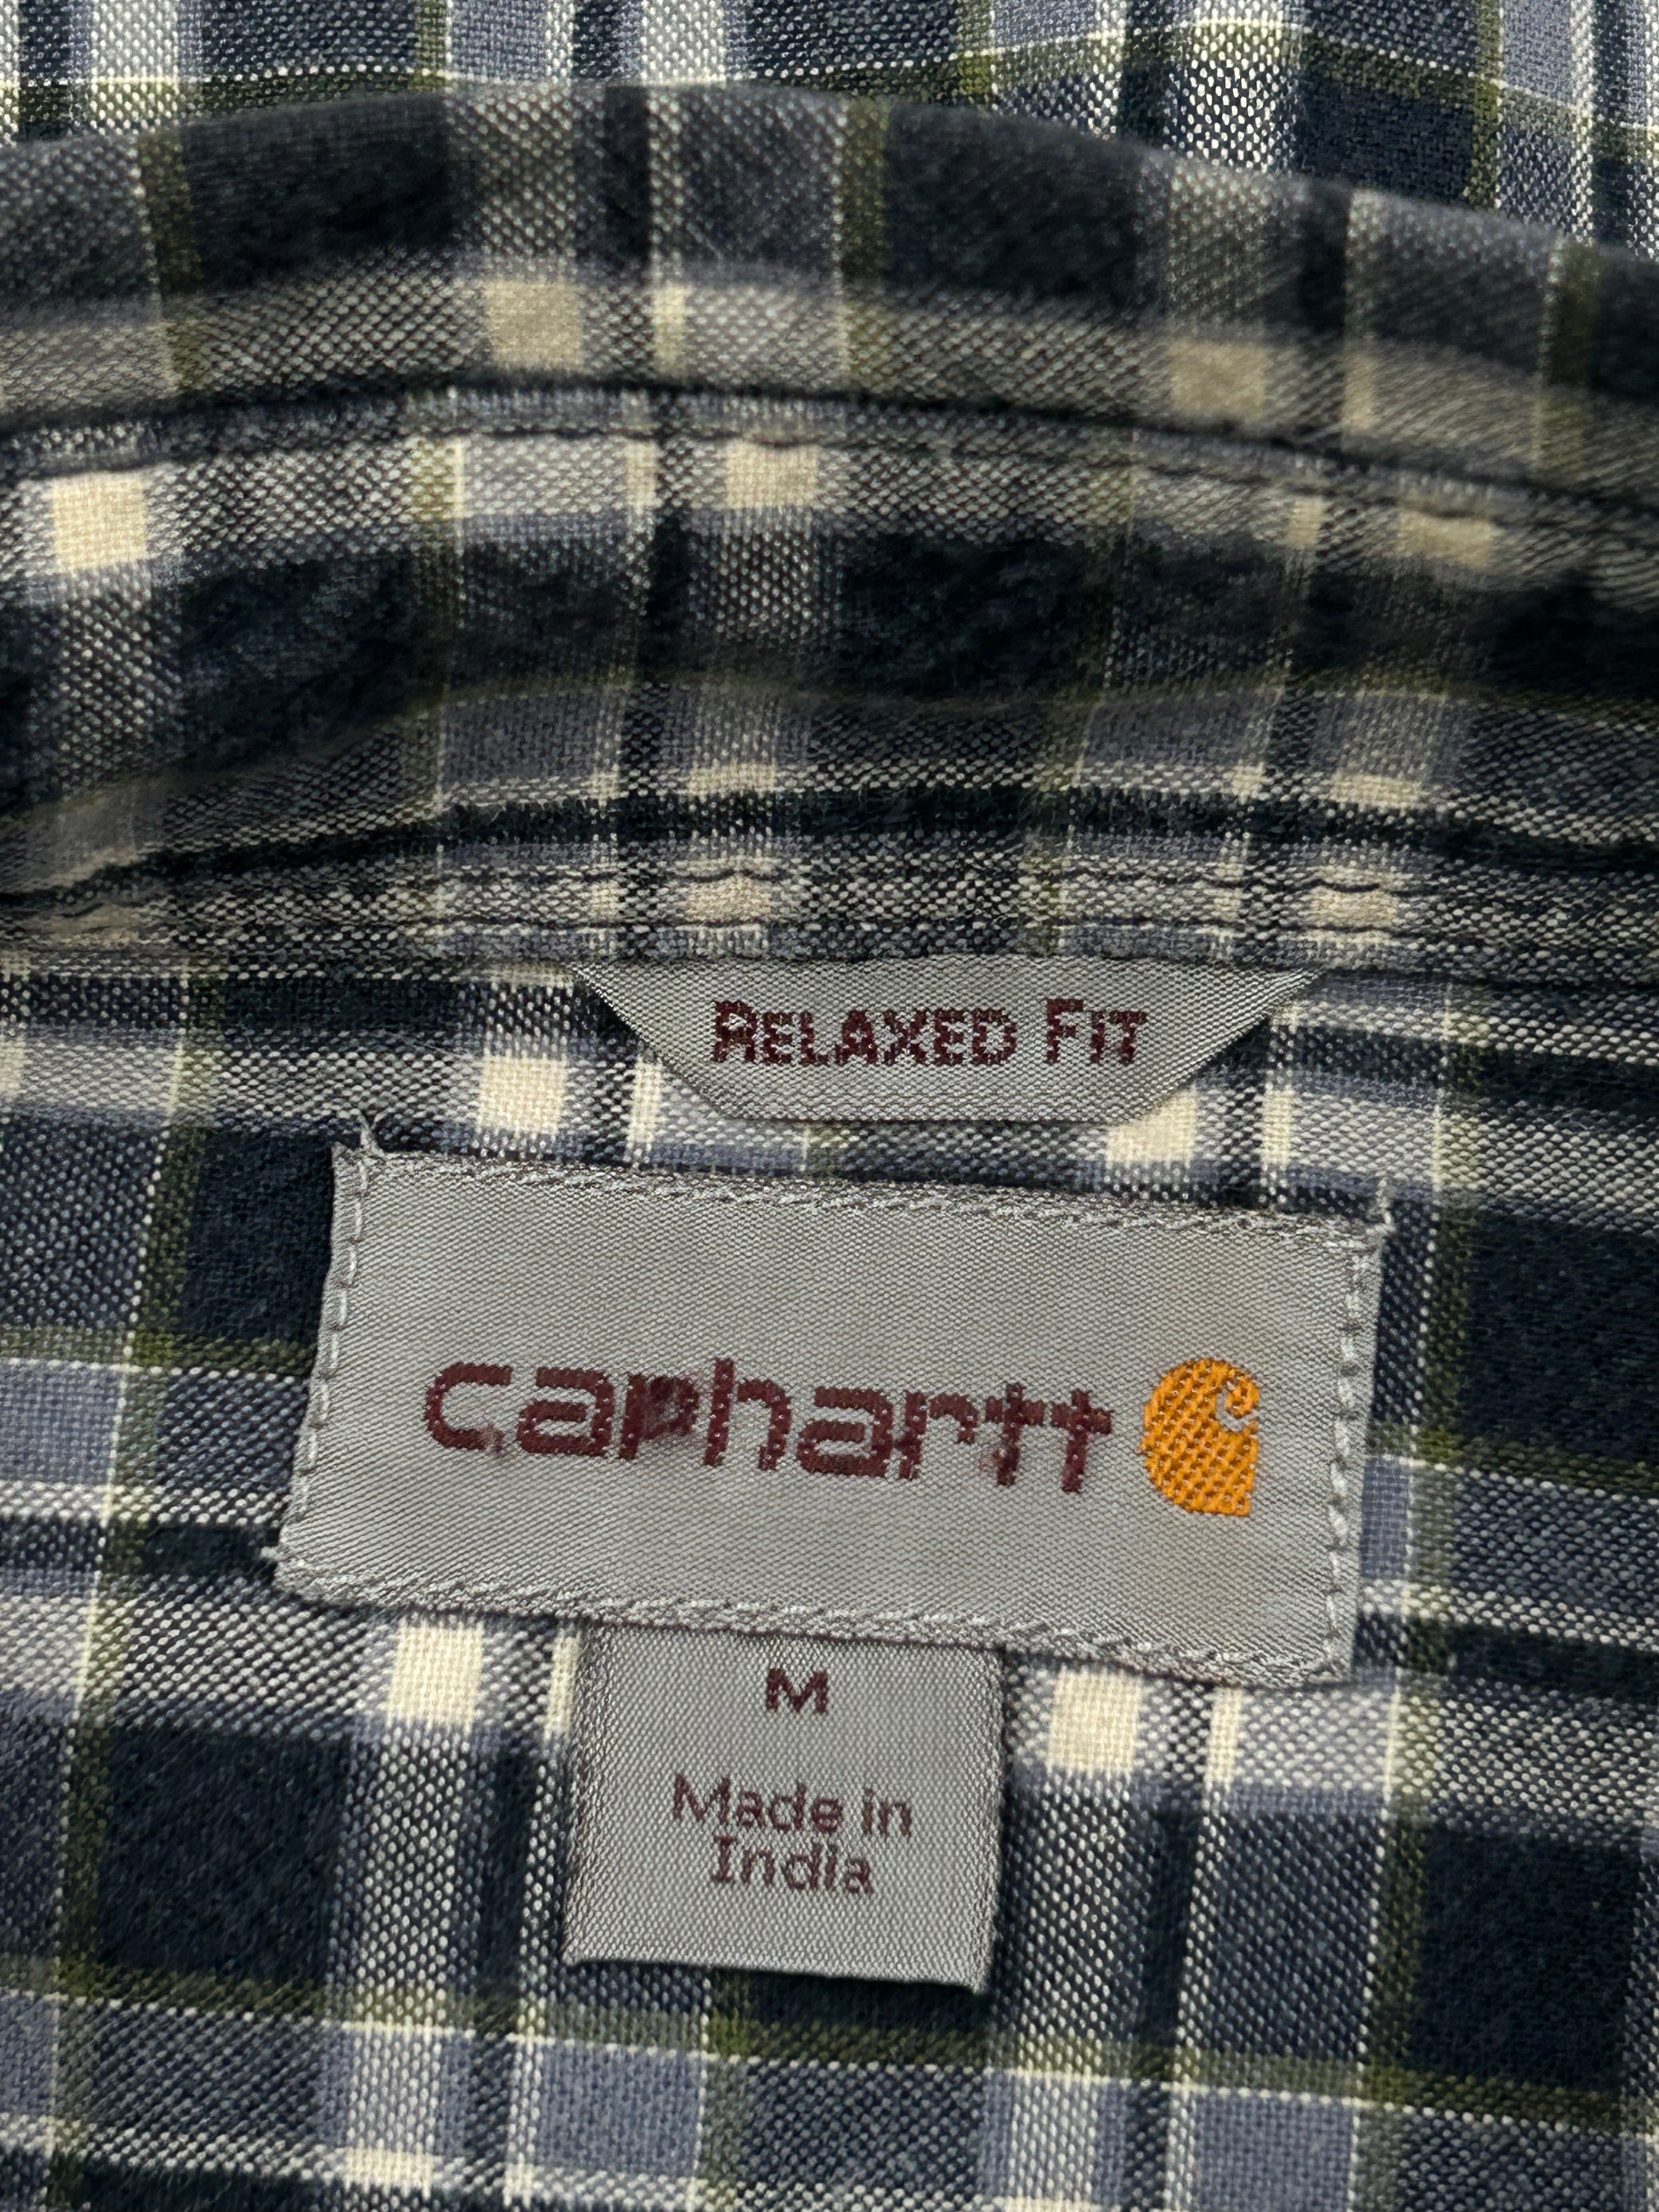 RELAXED FIT
carhartt
M
Made in
India